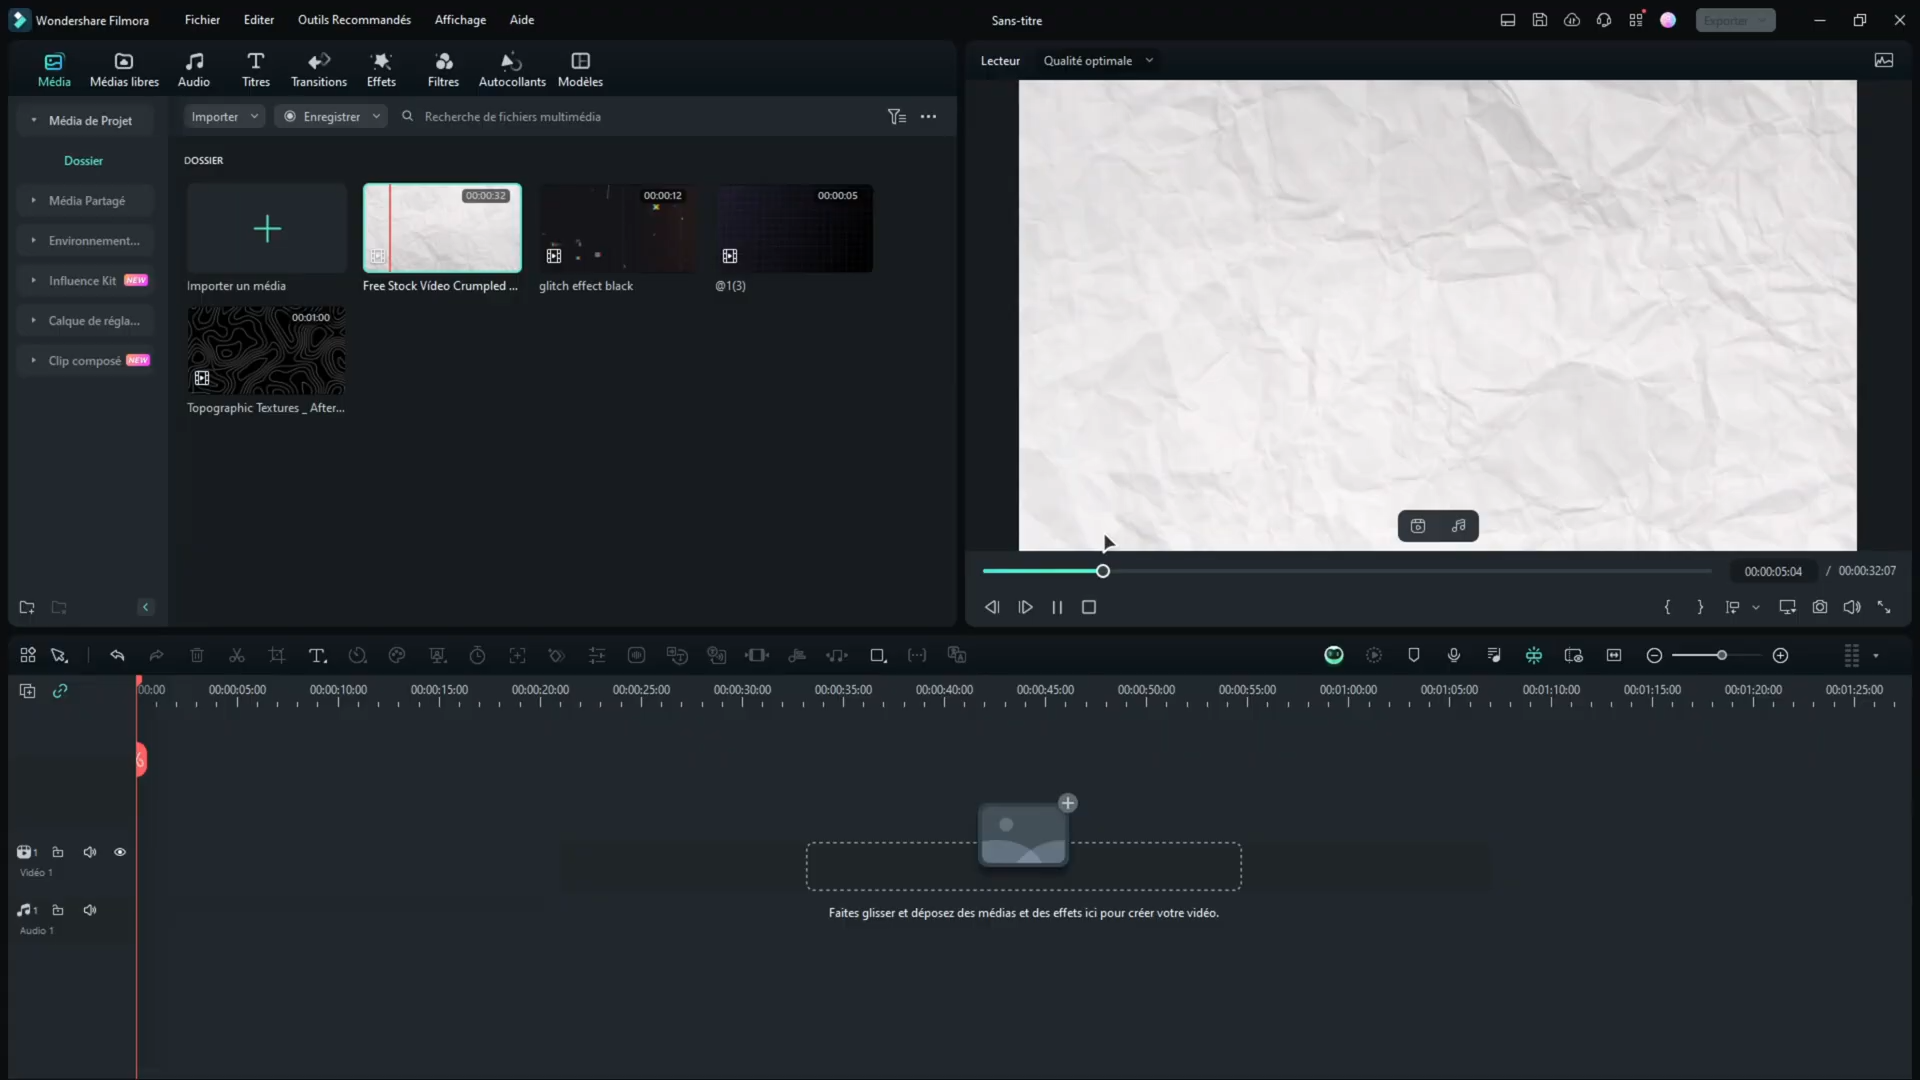 Wondershare Filmora Fichier Editer Outils Recommandés Affichage Aide Sans-titre Exporter
Média Médias libres Audio Titres Transitions Effets Filtres Autocollants Modèles
Lecteur Qualité optimale
Média de Projet
Dossier
Média Partagé
Environnement...
Influence Kit NEW
Calque de régla...
Clip composé NEW
Importer Enregistrer Recherche de fichiers multimédia
DOSSIER
00:00:32 00:00:12 00:00:05
Importer un média Free Stock Vídeo Crumpled ... glitch effect black @1(3)
00:01:00
Topographic Textures _ After...
00:00:05:04 / 00:00:32:07
00:00 00:00:05:00 00:00:10:00 00:00:15:00 00:00:20:00 00:00:25:00 00:00:30:00 00:00:35:00 00:00:40:00 00:00:45:00 00:00:50:00 00:00:55:00 00:01:00:00 00:01:05:00 00:01:10:00 00:01:15:00 00:01:20:00 00:01:25:00
1
Vidéo 1
1
Audio 1
Faites glisser et déposez des médias et des effets ici pour créer votre vidéo.